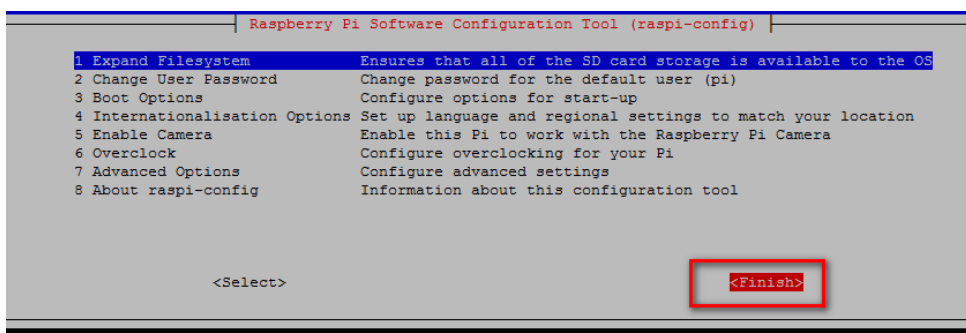 Raspberry Pi Software Configuration Tool (raspi-config)
1 Expand Filesystem Ensures that all of the SD card storage is available to the OS
2 Change User Password Change password for the default user (pi)
3 Boot Options Configure options for start-up
4 Internationalisation Options Set up language and regional settings to match your location
5 Enable Camera Enable this Pi to work with the Raspberry Pi Camera
6 Overclock Configure overclocking for your Pi
7 Advanced Options Configure advanced settings
8 About raspi-config Information about this configuration tool
<Select> <Finish>